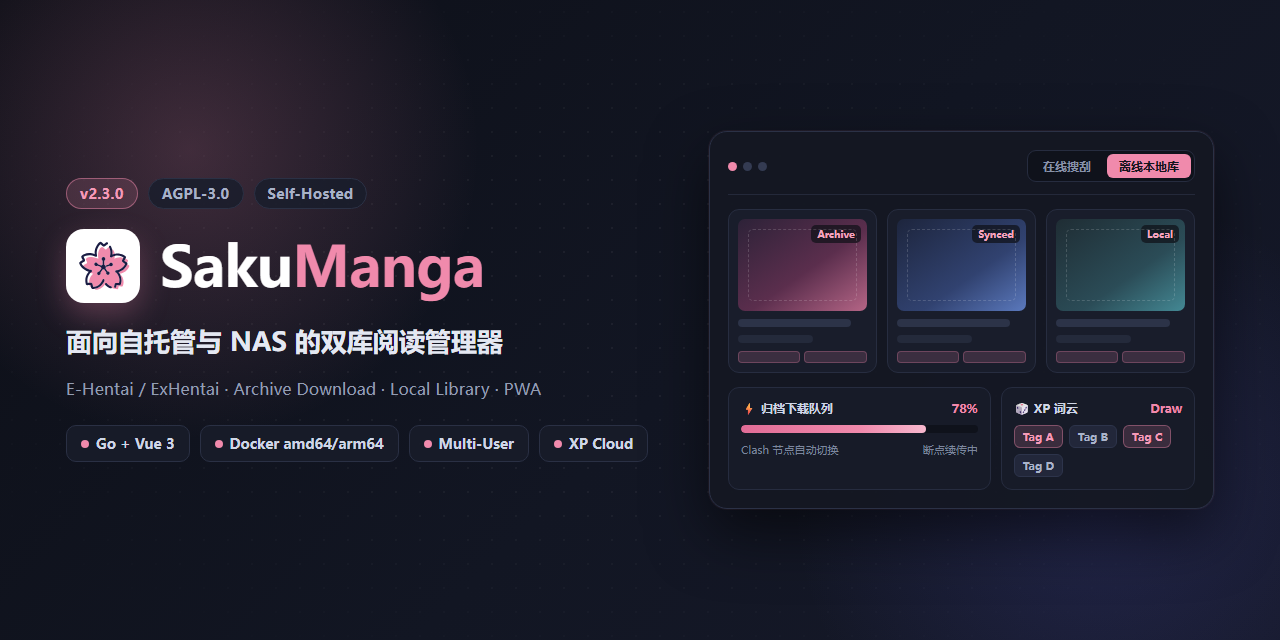 v2.3.0 AGPL-3.0 Self-Hosted
SakuManga
面向自托管与 NAS 的双库阅读管理器
E-Hentai / ExHentai · Archive Download · Local Library · PWA
Go + Vue 3 Docker amd64/arm64 Multi-User XP Cloud
在线搜刮 离线本地库
Archive Synced Local
归档下载队列 78%
Clash 节点自动切换 断点续传中
XP 词云 Draw
Tag A Tag B Tag C
Tag D